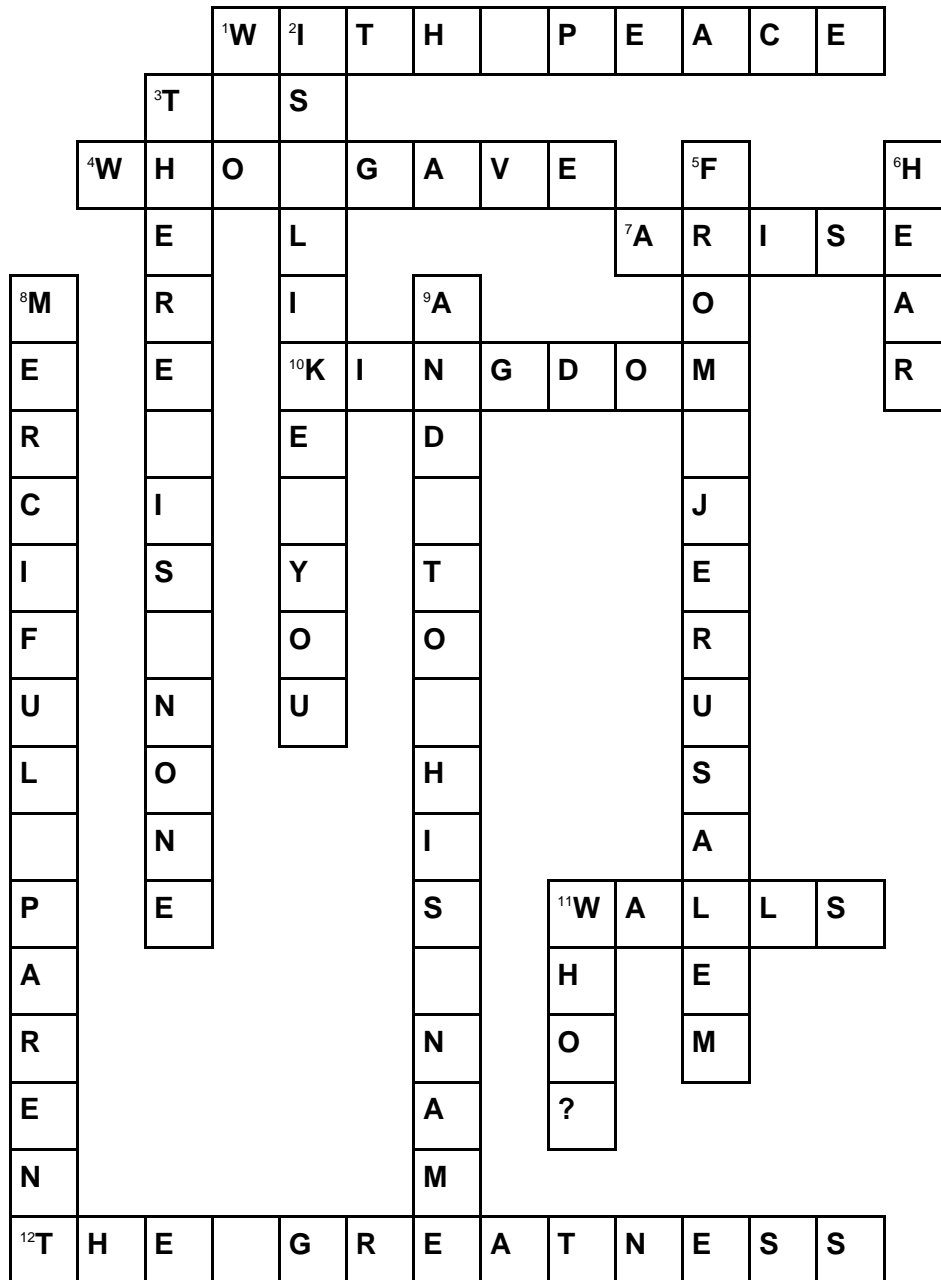 1W 2I T H P E A C E
3T S
4W H O G A V E 5F 6H
E L 7A R I S E
8M R I 9A O A
E E 10K I N G D O M R
R E D
C I J
I S Y T E
F O O R
U N U U
L O H S
N I A
P E S 11W A L L S
A H E
R N O M
E A ?
N M
12T H E G R E A T N E S S